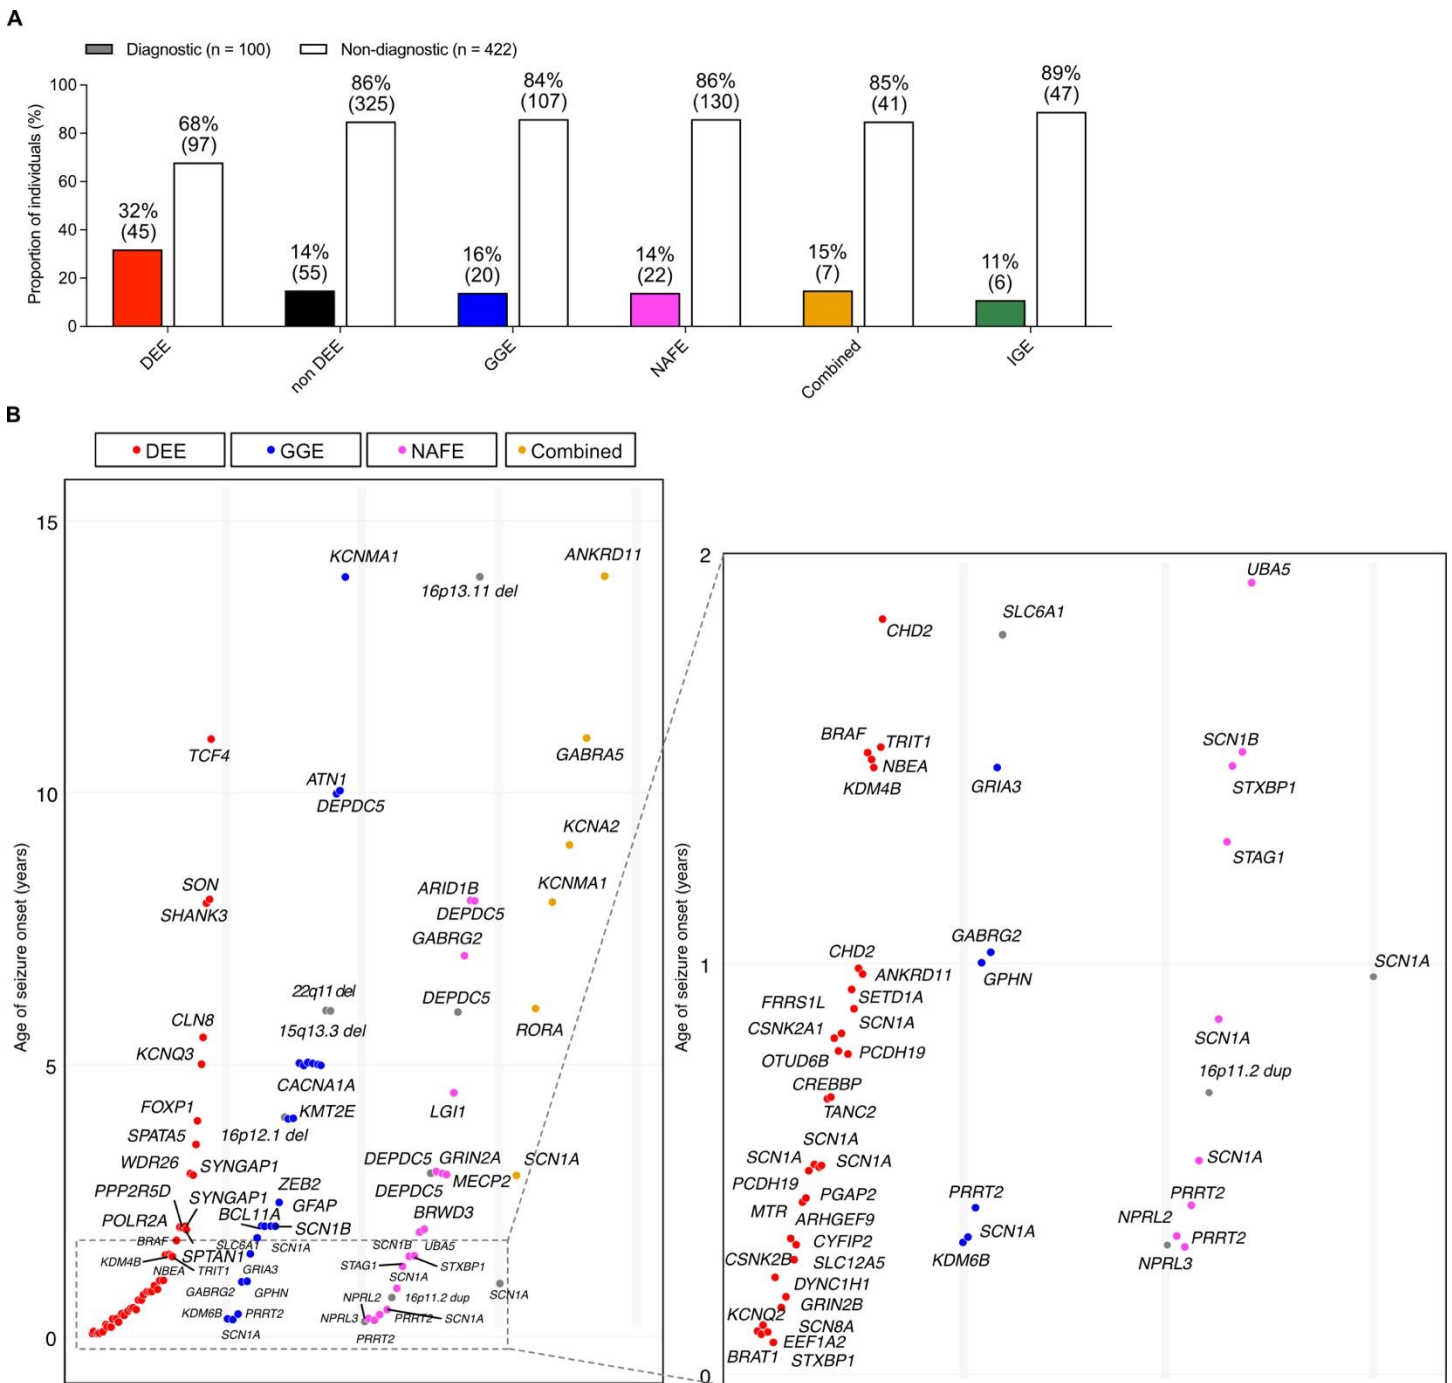 A
Diagnostic (n = 100) Non-diagnostic (n = 422)
Proportion of individuals (%)
100
80
60
40
20
0
32%
(45)
68%
(97)
14%
(55)
86%
(325)
16%
(20)
84%
(107)
14%
(22)
86%
(130)
15%
(7)
85%
(41)
11%
(6)
89%
(47)
DEE
non DEE
GGE
NAFE
Combined
IGE
B
DEE GGE NAFE Combined
Age of seizure onset (years)
15
10
5
0
KCNMA1
16p13.11 del
ANKRD11
TCF4
GABRA5
ATN1
DEPDC5
KCNA2
SON
SHANK3
ARID1B
DEPDC5
KCNMA1
GABRG2
22q11 del
15q13.3 del
DEPDC5
RORA
CLN8
KCNQ3
CACNA1A
FOXP1
KMT2E
16p12.1 del
LGI1
SPATA5
WDR26
SYNGAP1
DEPDC5
GRIN2A
SCN1A
DEPDC5
MECP2
PPP2R5D
SYNGAP1
ZEB2
GFAP
BCL11A
SCN1B
BRWD3
POLR2A
BRAF
SPTAN1
SLC6A1
SCN1A
SCN1B
UBA5
KDM4B
NBEA
TRIT1
GRIA3
STAG1
STXBP1
GABRG2
GPHN
SCN1A
NPRL2
16p11.2 dup
SCN1A
KDM6B
PRRT2
NPRL3
PRRT2
SCN1A
SCN1A
PRRT2
Age of seizure onset (years)
2
1
0
UBA5
CHD2
SLC6A1
BRAF
TRIT1
NBEA
KDM4B
GRIA3
SCN1B
STXBP1
STAG1
GABRG2
GPHN
SCN1A
CHD2
ANKRD11
SETD1A
FRRS1L
SCN1A
CSNK2A1
PCDH19
OTUD6B
SCN1A
16p11.2 dup
CREBBP
TANC2
SCN1A
SCN1A
SCN1A
SCN1A
PCDH19
PGAP2
MTR
PRRT2
PRRT2
ARHGEF9
NPRL2
CYFIP2
SCN1A
PRRT2
CSNK2B
SLC12A5
KDM6B
NPRL3
DYNC1H1
GRIN2B
KCNQ2
SCN8A
EEF1A2
BRAT1
STXBP1